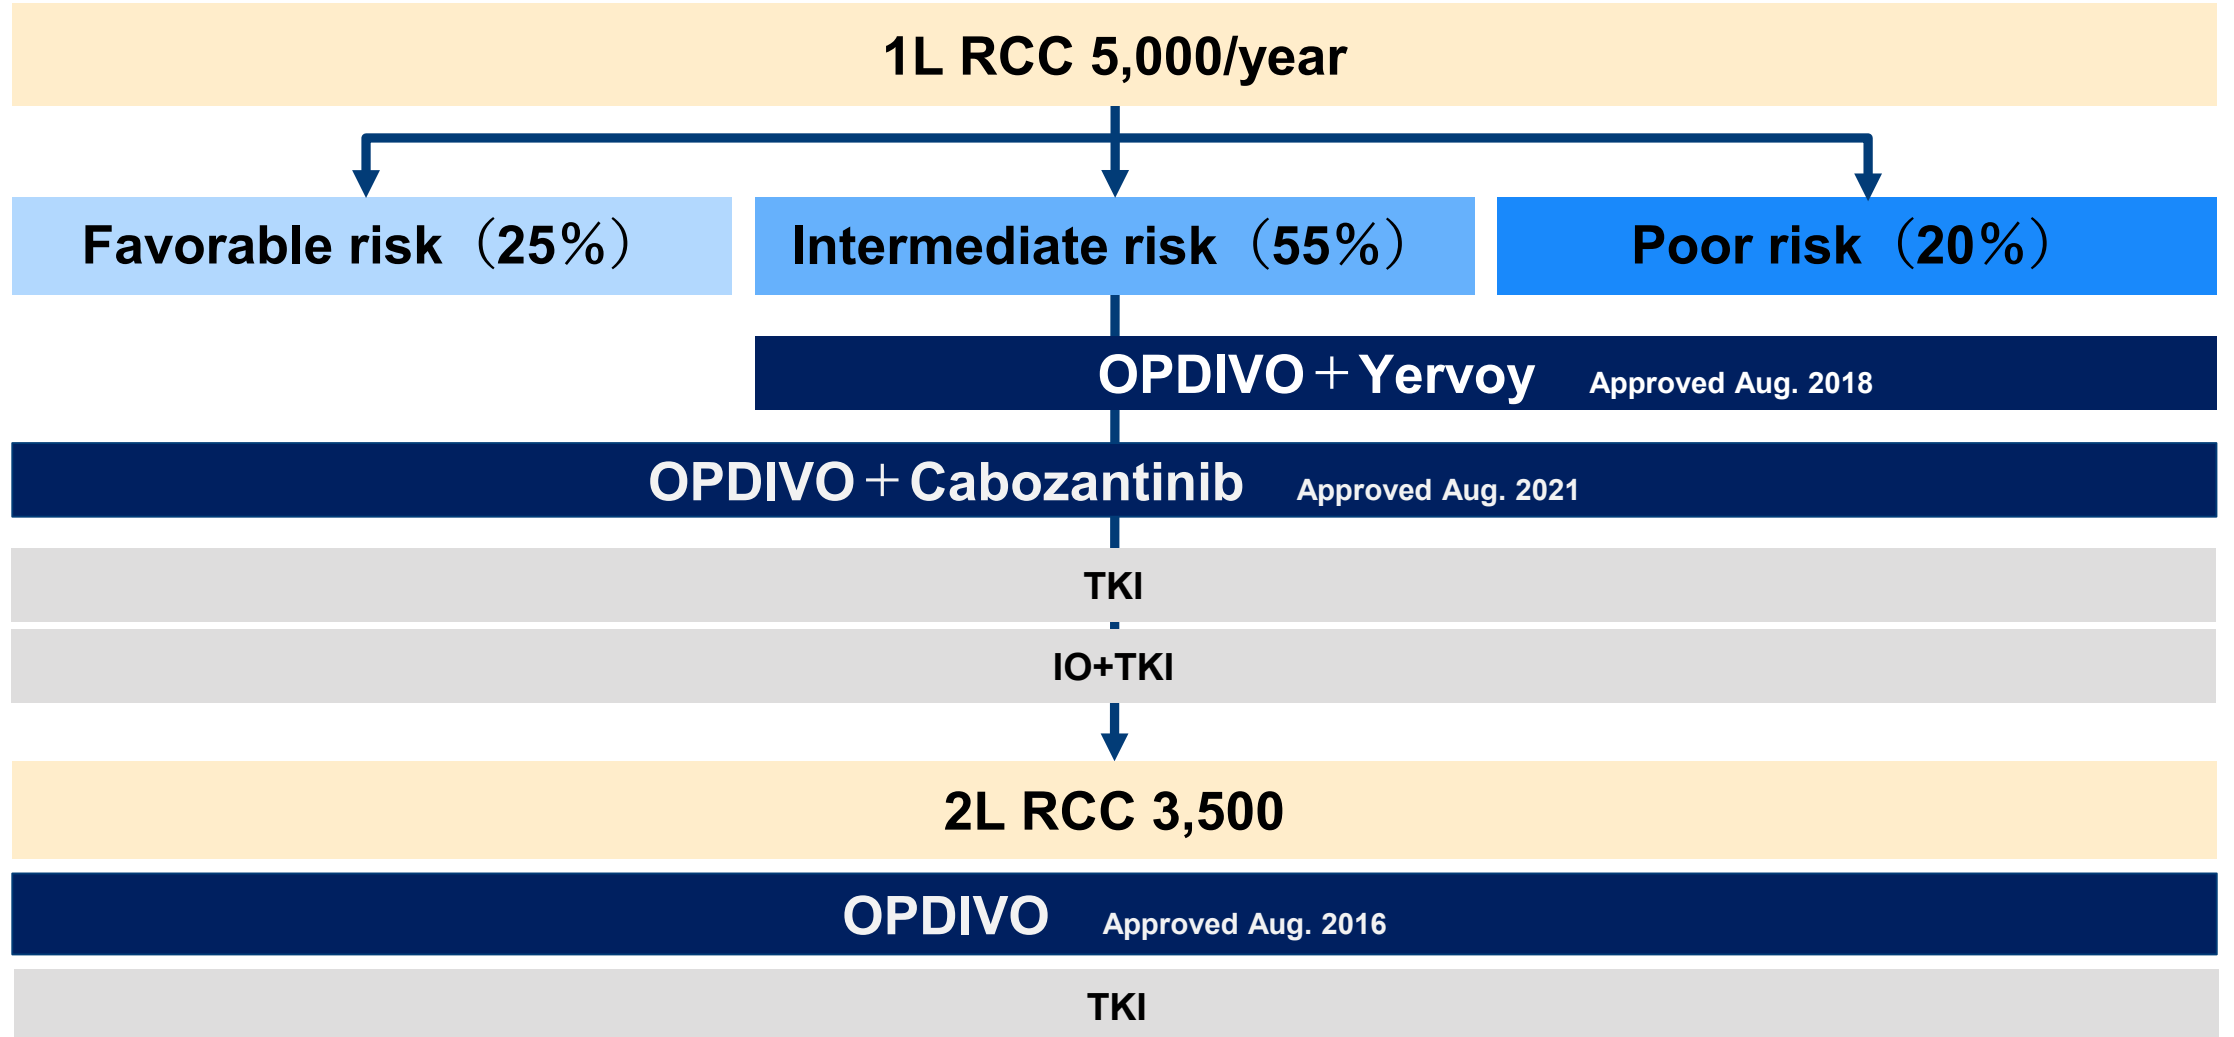 1L RCC 5,000/year
Favorable risk（25％）
Intermediate risk（55％）
Poor risk（20％）
OPDIVO＋Yervoy Approved Aug. 2018
OPDIVO＋Cabozantinib Approved Aug. 2021
TKI
IO+TKI
2L RCC 3,500
OPDIVO Approved Aug. 2016
TKI